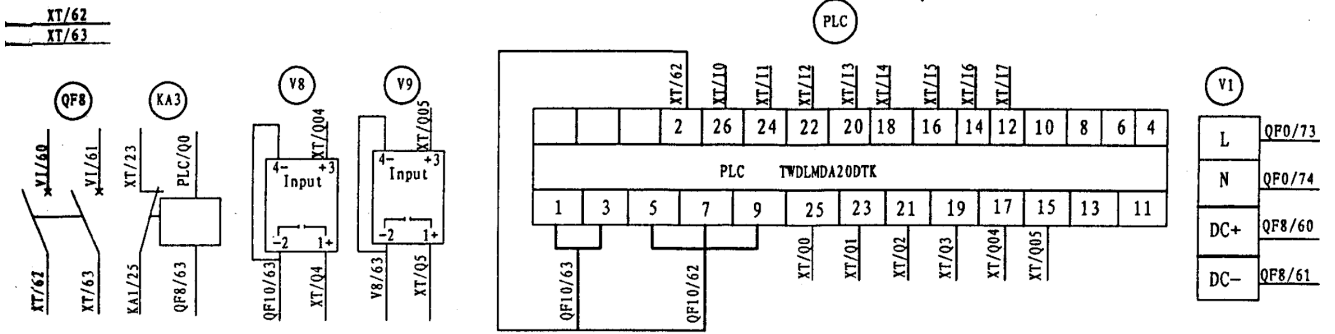 XT/62
XT/63
QF8
VI/60
VI/61
XT/62
XT/63
KA3
XT/23
PLC/Q0
KA1/25
QF8/63
V8
XT/Q04
4- +3
Input
-2 1+
QF10/63
XT/Q4
V9
XT/Q05
4- +3
Input
-2 1+
V8/63
XT/Q5
PLC
XT/62 XT/I0 XT/I1 XT/I2 XT/I3 XT/I4 XT/I5 XT/I6 XT/I7
2 26 24 22 20 18 16 14 12 10 8 6 4
PLC TWDLMDA20DTK
1 3 5 7 9 25 23 21 19 17 15 13 11
QF10/63 QF10/62 XT/Q0 XT/Q1 XT/Q2 XT/Q3 XT/Q04 XT/Q05
V1
L QF0/73
N QF0/74
DC+ QF8/60
DC- QF8/61